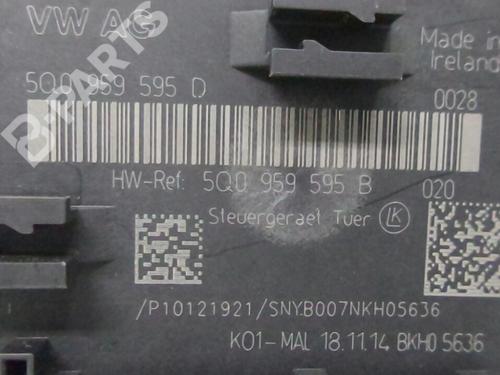 VW AG
Made in
Ireland
5Q0 959 595 D
0028
HW-Ref: 5Q0 959 595 B
020
Steuergeraet Tuer LK
/P10121921/SNY.B007NKH05636
K01-MAL 18.11.14 BKH0 5636